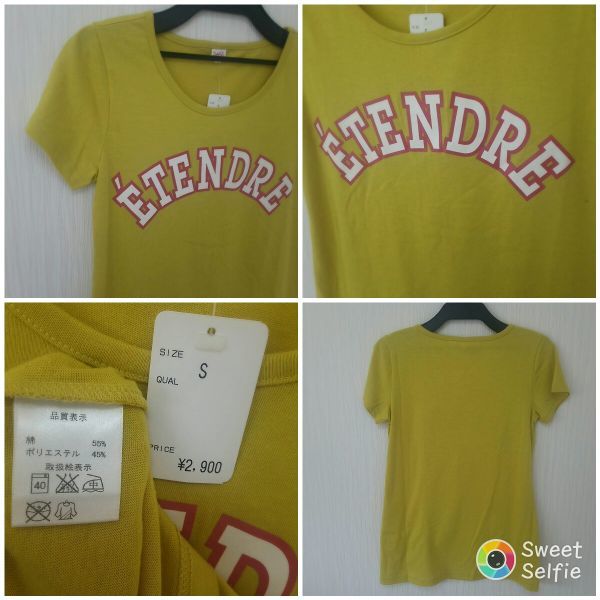 ÉTENDRE
ÉTENDRE
SIZE S
QUAL
PRICE
¥2,900
品質表示
綿 55%
ポリエステル 45%
取扱絵表示
40
中
Sweet
Selfie